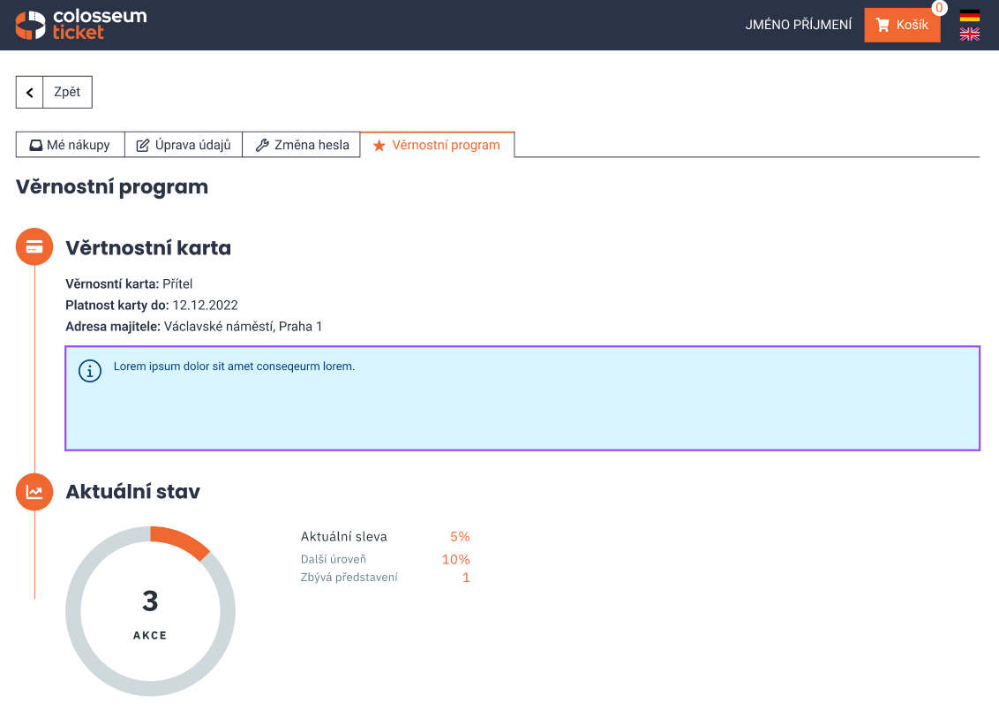 colosseum
ticket
JMÉNO PŘÍJMENÍ
Košík
0
Zpět
Mé nákupy
Úprava údajů
Změna hesla
Věrnostní program
Věrnostní program
Věrtnostní karta
Věrnosntí karta: Přítel
Platnost karty do: 12.12.2022
Adresa majitele: Václavské náměstí, Praha 1
Lorem ipsum dolor sit amet conseqeurm lorem.
Aktuální stav
3
AKCE
Aktuální sleva 5%
Další úroveň 10%
Zbývá představení 1